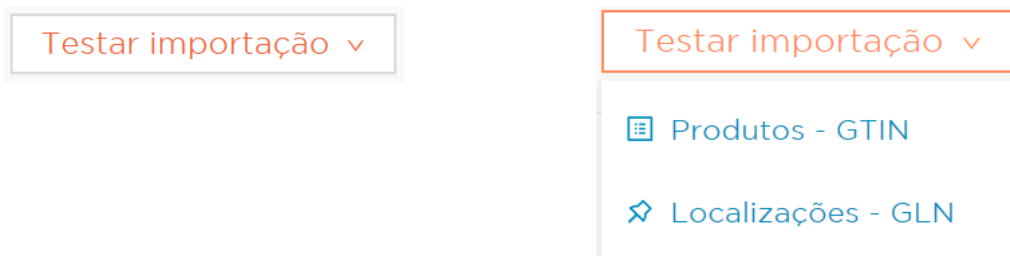 Testar importação
Testar importação
Produtos - GTIN
Localizações - GLN